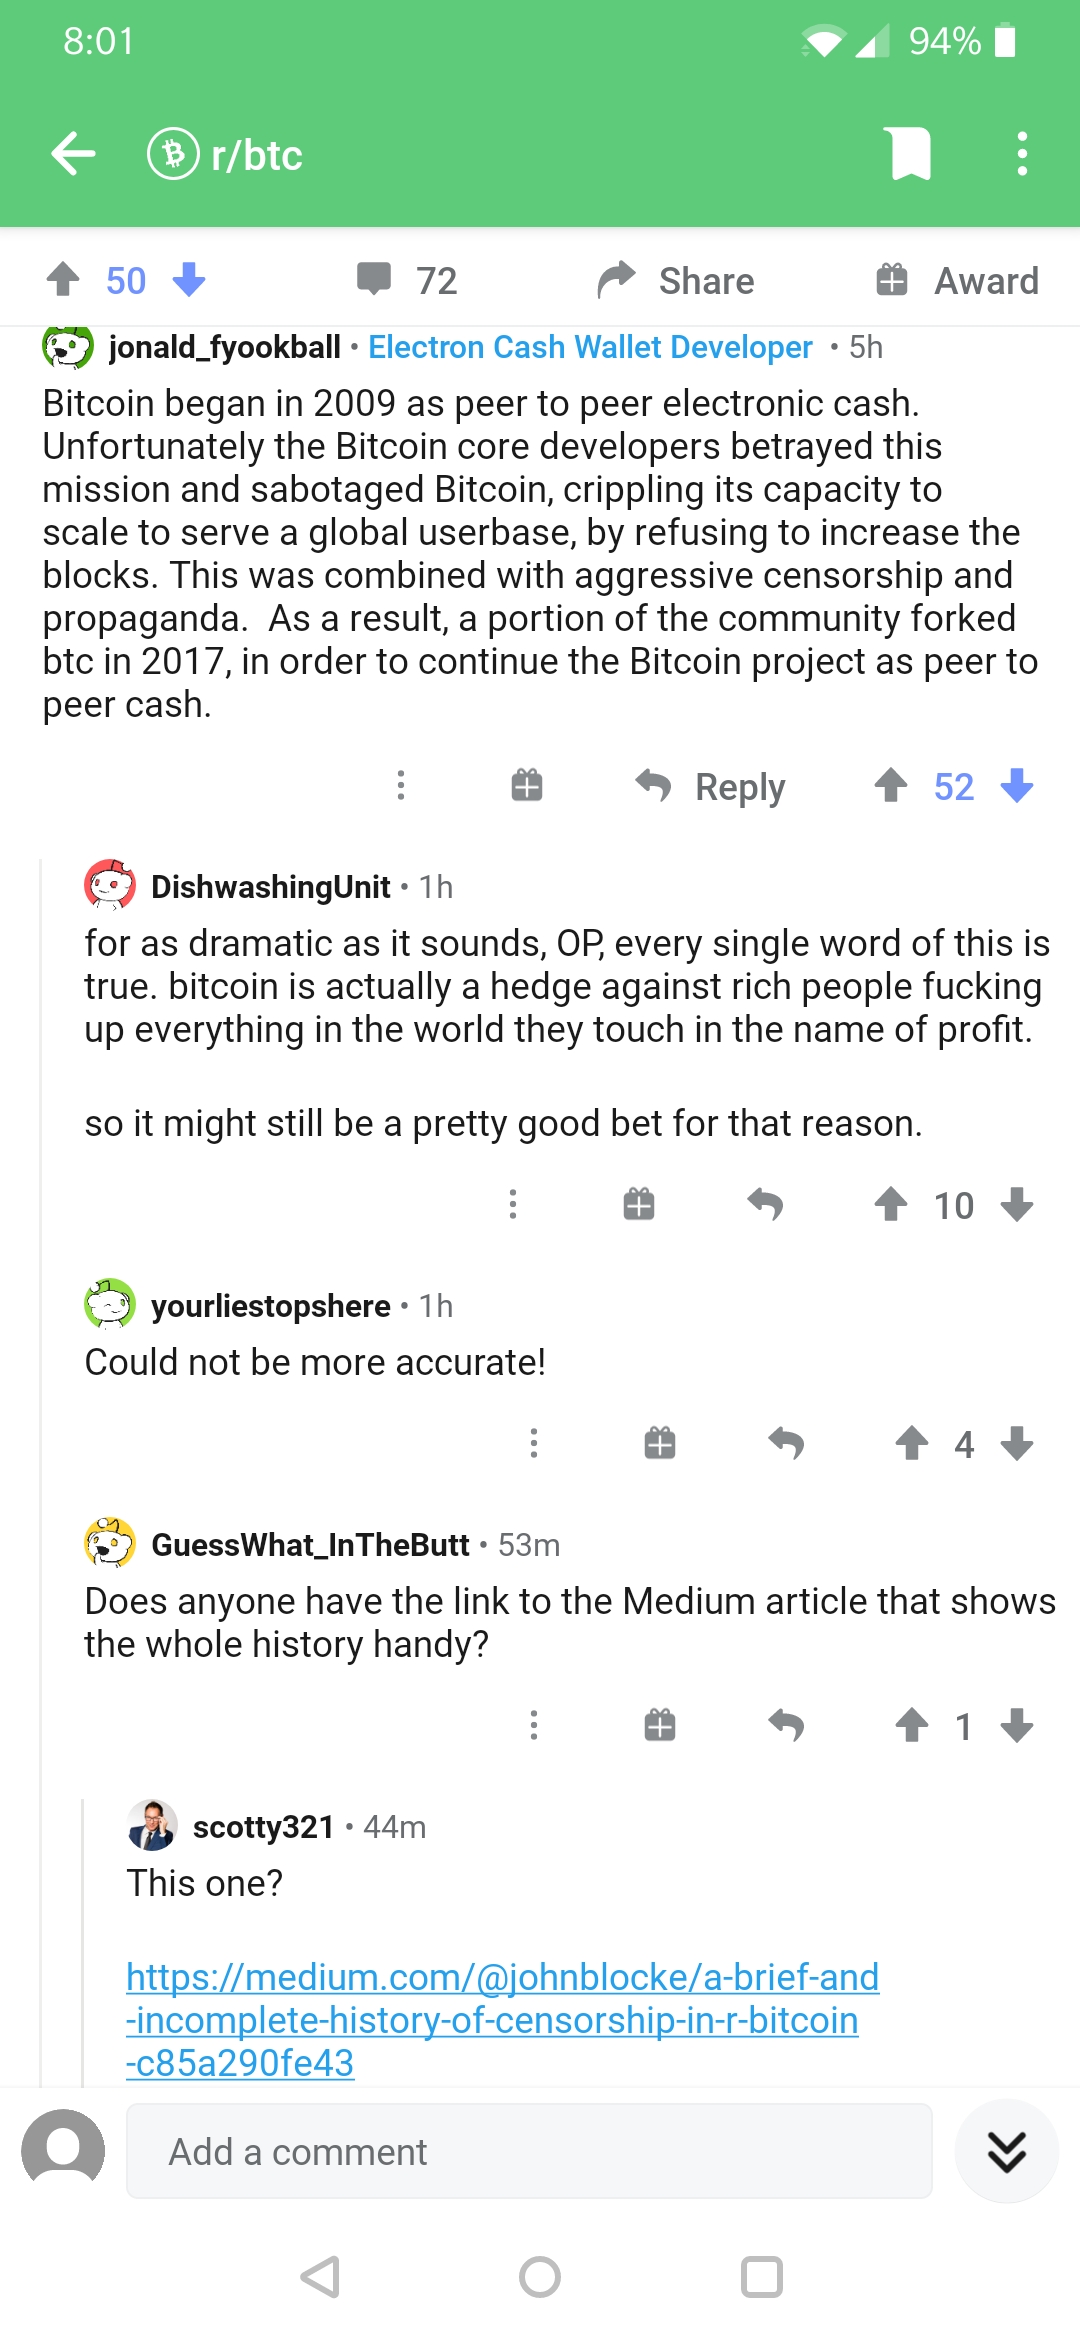 8:01
94%
r/btc
50
72
Share
Award
jonald_fyookball • Electron Cash Wallet Developer • 5h
Bitcoin began in 2009 as peer to peer electronic cash.
Unfortunately the Bitcoin core developers betrayed this
mission and sabotaged Bitcoin, crippling its capacity to
scale to serve a global userbase, by refusing to increase the
blocks. This was combined with aggressive censorship and
propaganda.  As a result, a portion of the community forked
btc in 2017, in order to continue the Bitcoin project as peer to
peer cash.
Reply
52
DishwashingUnit • 1h
for as dramatic as it sounds, OP, every single word of this is
true. bitcoin is actually a hedge against rich people fucking
up everything in the world they touch in the name of profit.
so it might still be a pretty good bet for that reason.
10
yourliestopshere • 1h
Could not be more accurate!
4
GuessWhat_InTheButt • 53m
Does anyone have the link to the Medium article that shows
the whole history handy?
1
scotty321 • 44m
This one?
https://medium.com/@johnblocke/a-brief-and
-incomplete-history-of-censorship-in-r-bitcoin
-c85a290fe43
Add a comment